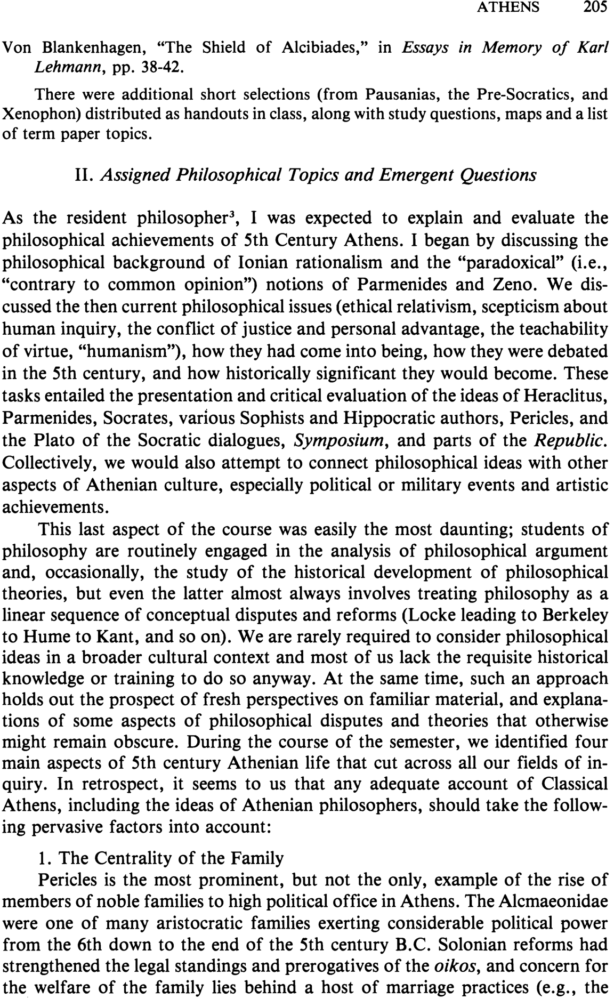 ATHENS 205
Von Blankenhagen, “The Shield of Alcibiades,” in Essays in Memory of Karl
Lehmann, pp. 38-42.
There were additional short selections (from Pausanias, the Pre-Socratics, and
Xenophon) distributed as handouts in class, along with study questions, maps and a list
of term paper topics.
II. Assigned Philosophical Topics and Emergent Questions
As the resident philosopher³, I was expected to explain and evaluate the
philosophical achievements of 5th Century Athens. I began by discussing the
philosophical background of Ionian rationalism and the “paradoxical” (i.e.,
“contrary to common opinion”) notions of Parmenides and Zeno. We dis-
cussed the then current philosophical issues (ethical relativism, scepticism about
human inquiry, the conflict of justice and personal advantage, the teachability
of virtue, “humanism”), how they had come into being, how they were debated
in the 5th century, and how historically significant they would become. These
tasks entailed the presentation and critical evaluation of the ideas of Heraclitus,
Parmenides, Socrates, various Sophists and Hippocratic authors, Pericles, and
the Plato of the Socratic dialogues, Symposium, and parts of the Republic.
Collectively, we would also attempt to connect philosophical ideas with other
aspects of Athenian culture, especially political or military events and artistic
achievements.
This last aspect of the course was easily the most daunting; students of
philosophy are routinely engaged in the analysis of philosophical argument
and, occasionally, the study of the historical development of philosophical
theories, but even the latter almost always involves treating philosophy as a
linear sequence of conceptual disputes and reforms (Locke leading to Berkeley
to Hume to Kant, and so on). We are rarely required to consider philosophical
ideas in a broader cultural context and most of us lack the requisite historical
knowledge or training to do so anyway. At the same time, such an approach
holds out the prospect of fresh perspectives on familiar material, and explana-
tions of some aspects of philosophical disputes and theories that otherwise
might remain obscure. During the course of the semester, we identified four
main aspects of 5th century Athenian life that cut across all our fields of in-
quiry. In retrospect, it seems to us that any adequate account of Classical
Athens, including the ideas of Athenian philosophers, should take the follow-
ing pervasive factors into account:
1. The Centrality of the Family
Pericles is the most prominent, but not the only, example of the rise of
members of noble families to high political office in Athens. The Alcmaeonidae
were one of many aristocratic families exerting considerable political power
from the 6th down to the end of the 5th century B.C. Solonian reforms had
strengthened the legal standings and prerogatives of the oikos, and concern for
the welfare of the family lies behind a host of marriage practices (e.g., the